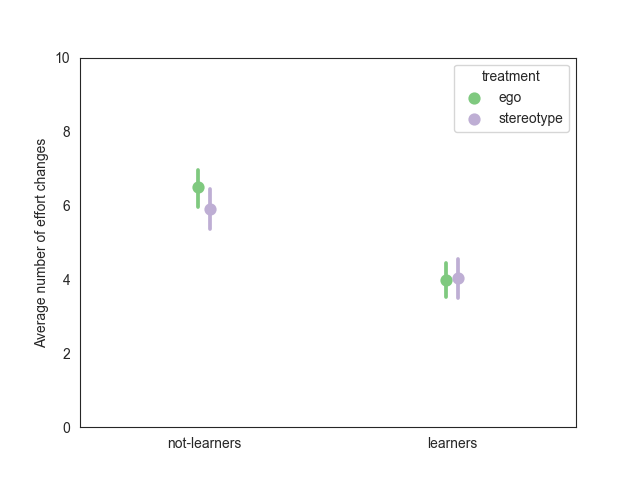 10
8
6
4
2
0
Average number of effort changes
treatment
ego
stereotype
not-learners
learners